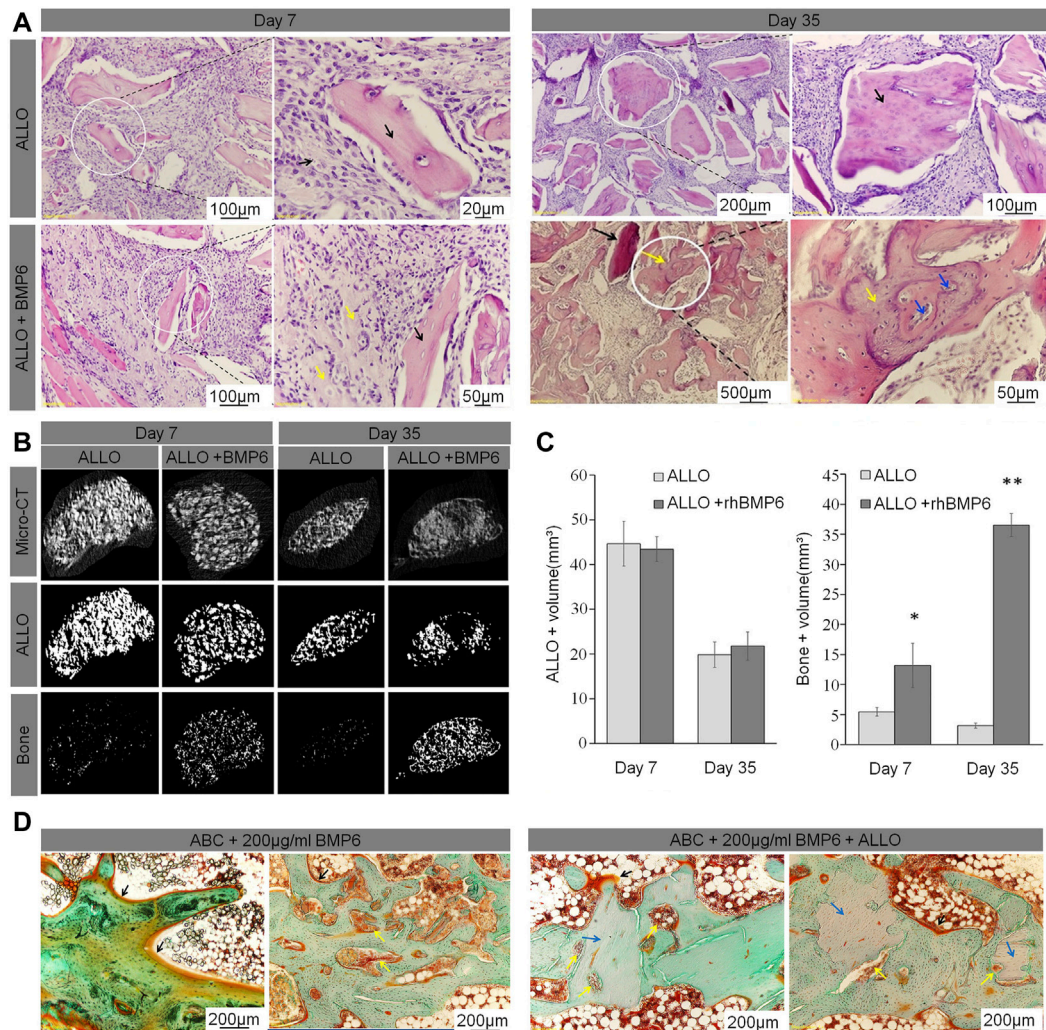 A
Day 7
Day 35
ALLO
100µm
20µm
200µm
100µm
ALLO + BMP6
100µm
50µm
500µm
50µm
B
Day 7
Day 35
ALLO
ALLO +BMP6
ALLO
ALLO +BMP6
Micro-CT
ALLO
Bone
C
ALLO + volume(mm³)
60
50
40
30
20
10
0
ALLO
ALLO +rhBMP6
Day 7
Day 35
Bone + volume(mm³)
45
40
35
30
25
20
15
10
5
0
ALLO
ALLO +rhBMP6
*
**
Day 7
Day 35
D
ABC + 200µg/ml BMP6
ABC + 200µg/ml BMP6 + ALLO
200µm
200µm
200µm
200µm